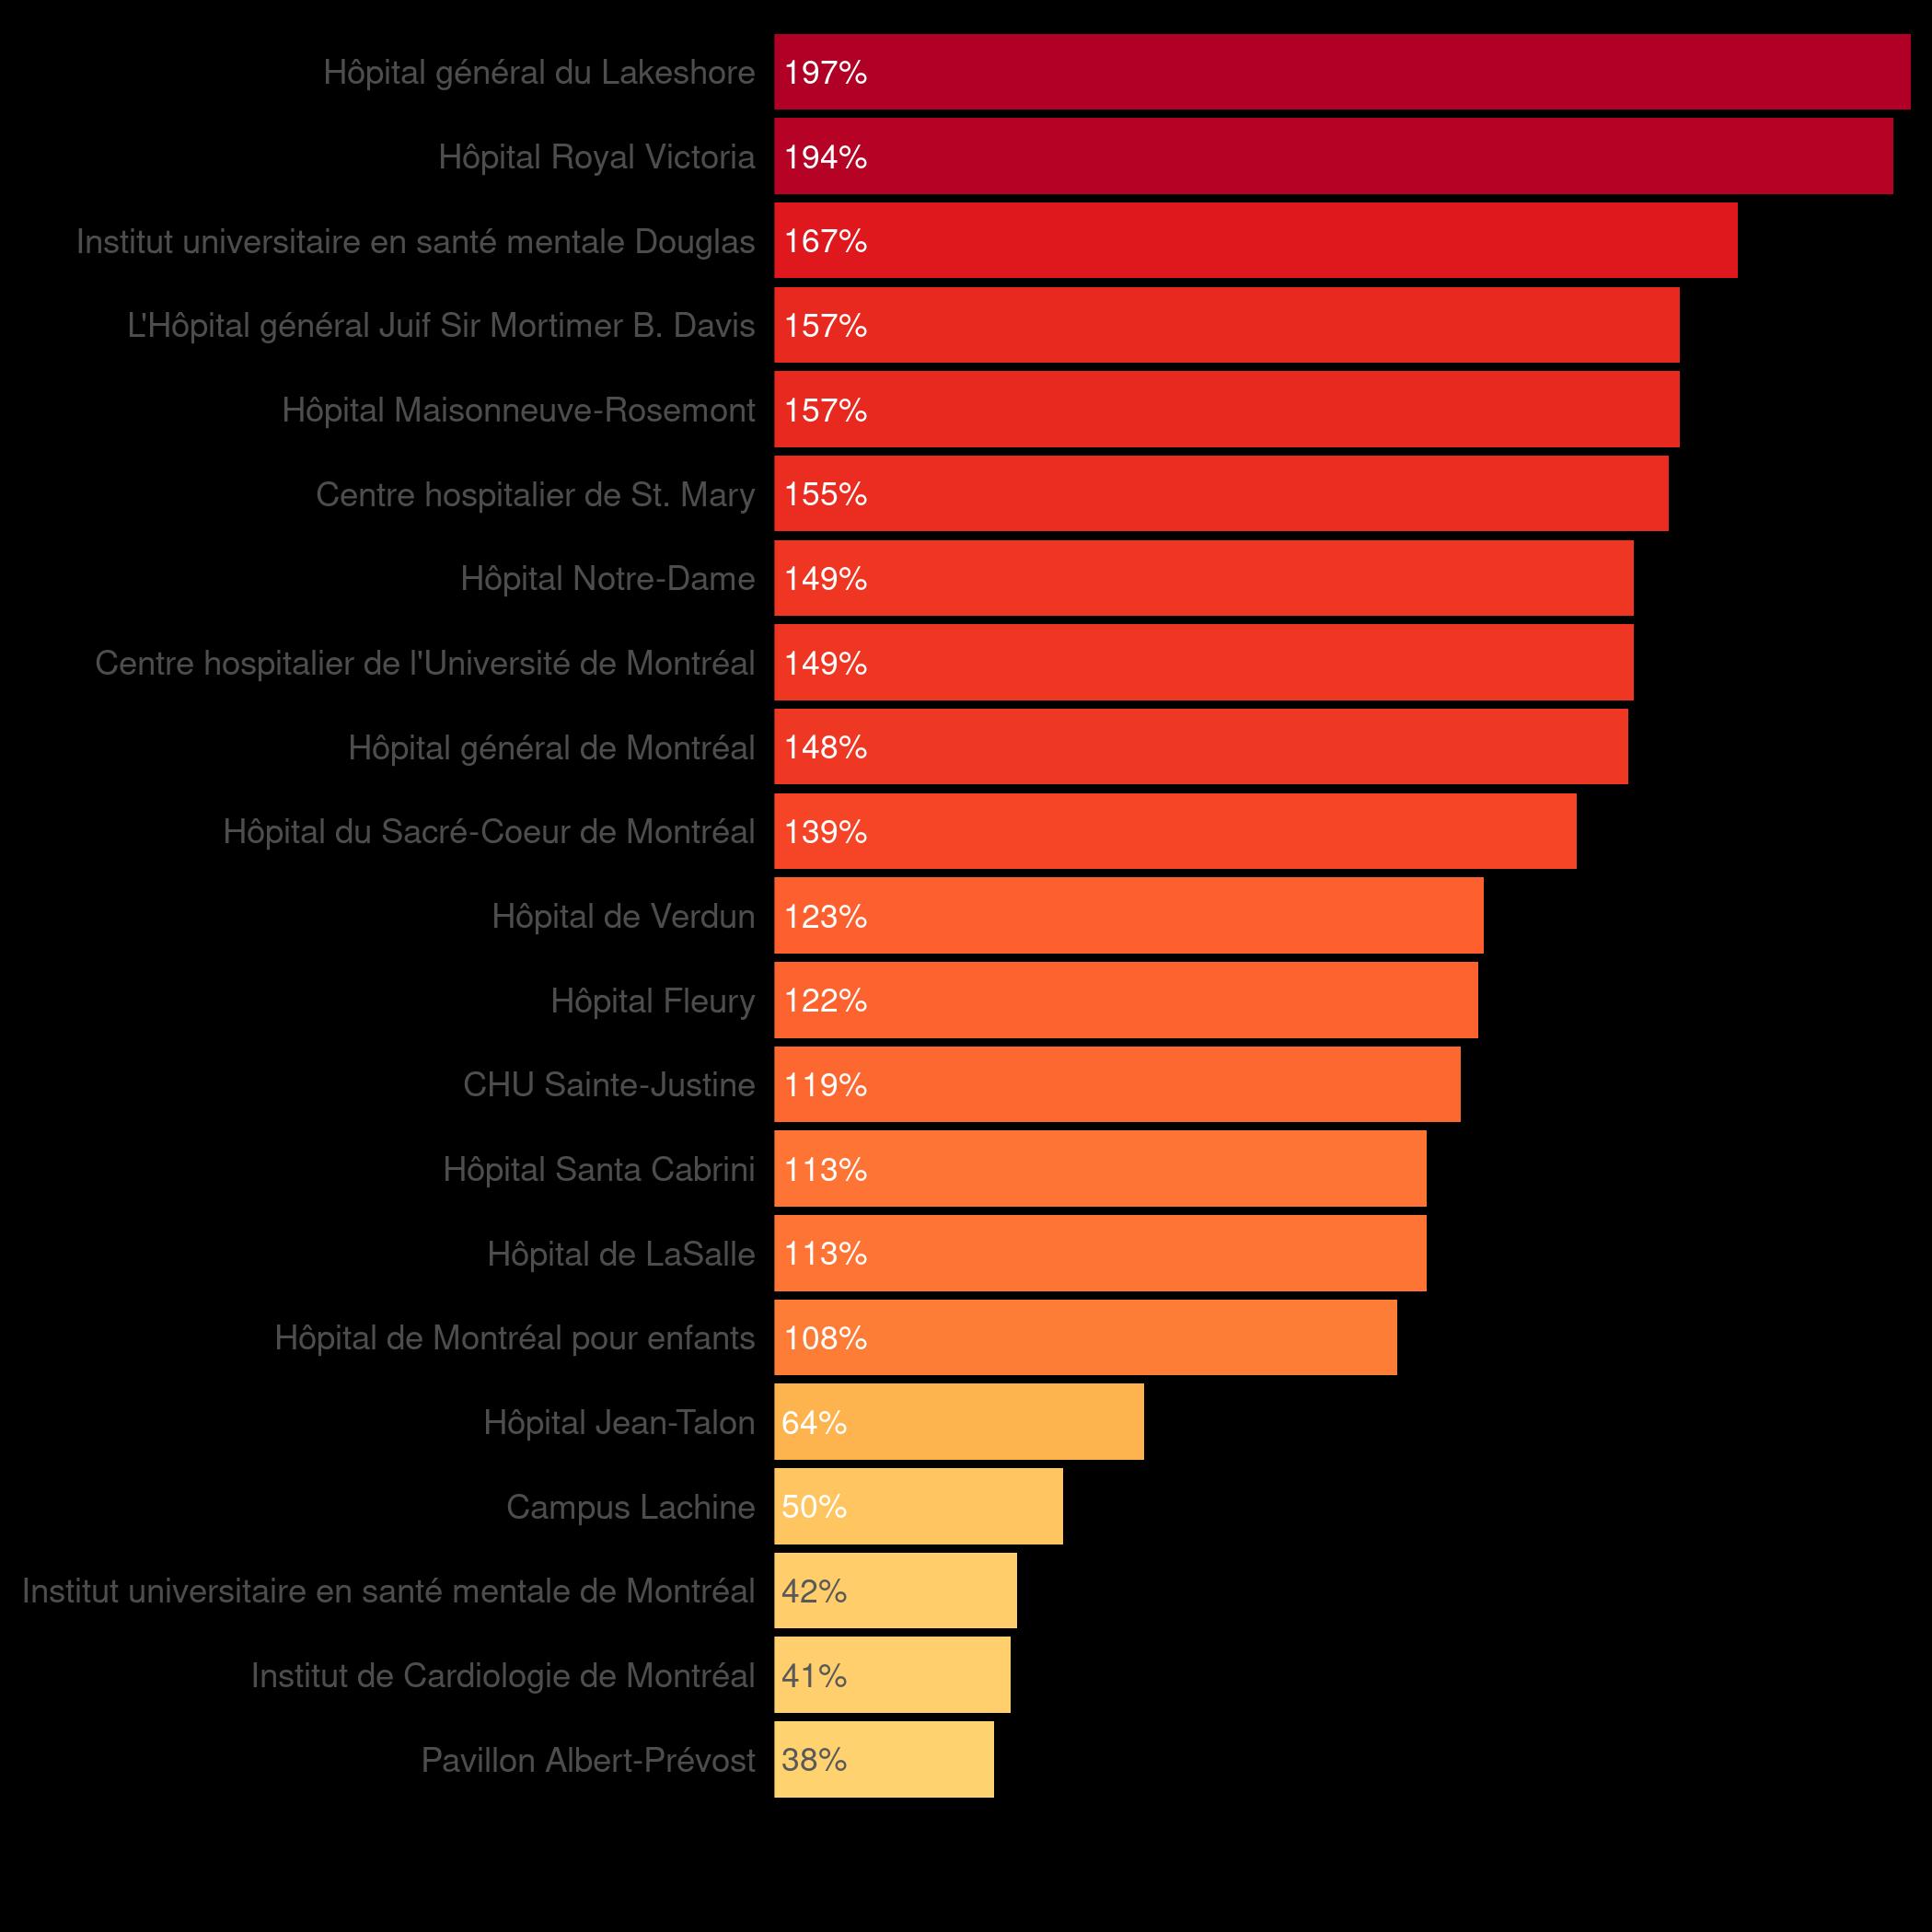 Hôpital général du Lakeshore 197%
Hôpital Royal Victoria 194%
Institut universitaire en santé mentale Douglas 167%
L'Hôpital général Juif Sir Mortimer B. Davis 157%
Hôpital Maisonneuve-Rosemont 157%
Centre hospitalier de St. Mary 155%
Hôpital Notre-Dame 149%
Centre hospitalier de l'Université de Montréal 149%
Hôpital général de Montréal 148%
Hôpital du Sacré-Coeur de Montréal 139%
Hôpital de Verdun 123%
Hôpital Fleury 122%
CHU Sainte-Justine 119%
Hôpital Santa Cabrini 113%
Hôpital de LaSalle 113%
Hôpital de Montréal pour enfants 108%
Hôpital Jean-Talon 64%
Campus Lachine 50%
Institut universitaire en santé mentale de Montréal 42%
Institut de Cardiologie de Montréal 41%
Pavillon Albert-Prévost 38%